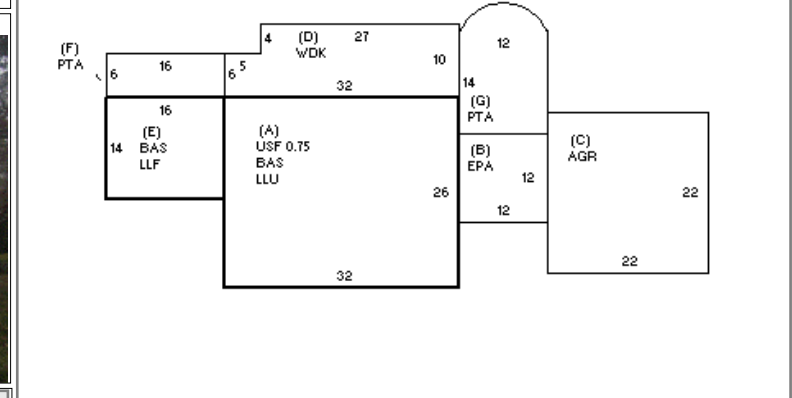 4 (D) 27
WDK
(F)
PTA
6 16 6 5 10
32
12
14
(G)
PTA
16
14 (E)
BAS
LLF
(A)
USF 0.75
BAS
LLU
26
32
(B)
EPA
12
12
(C)
AGR
22
22